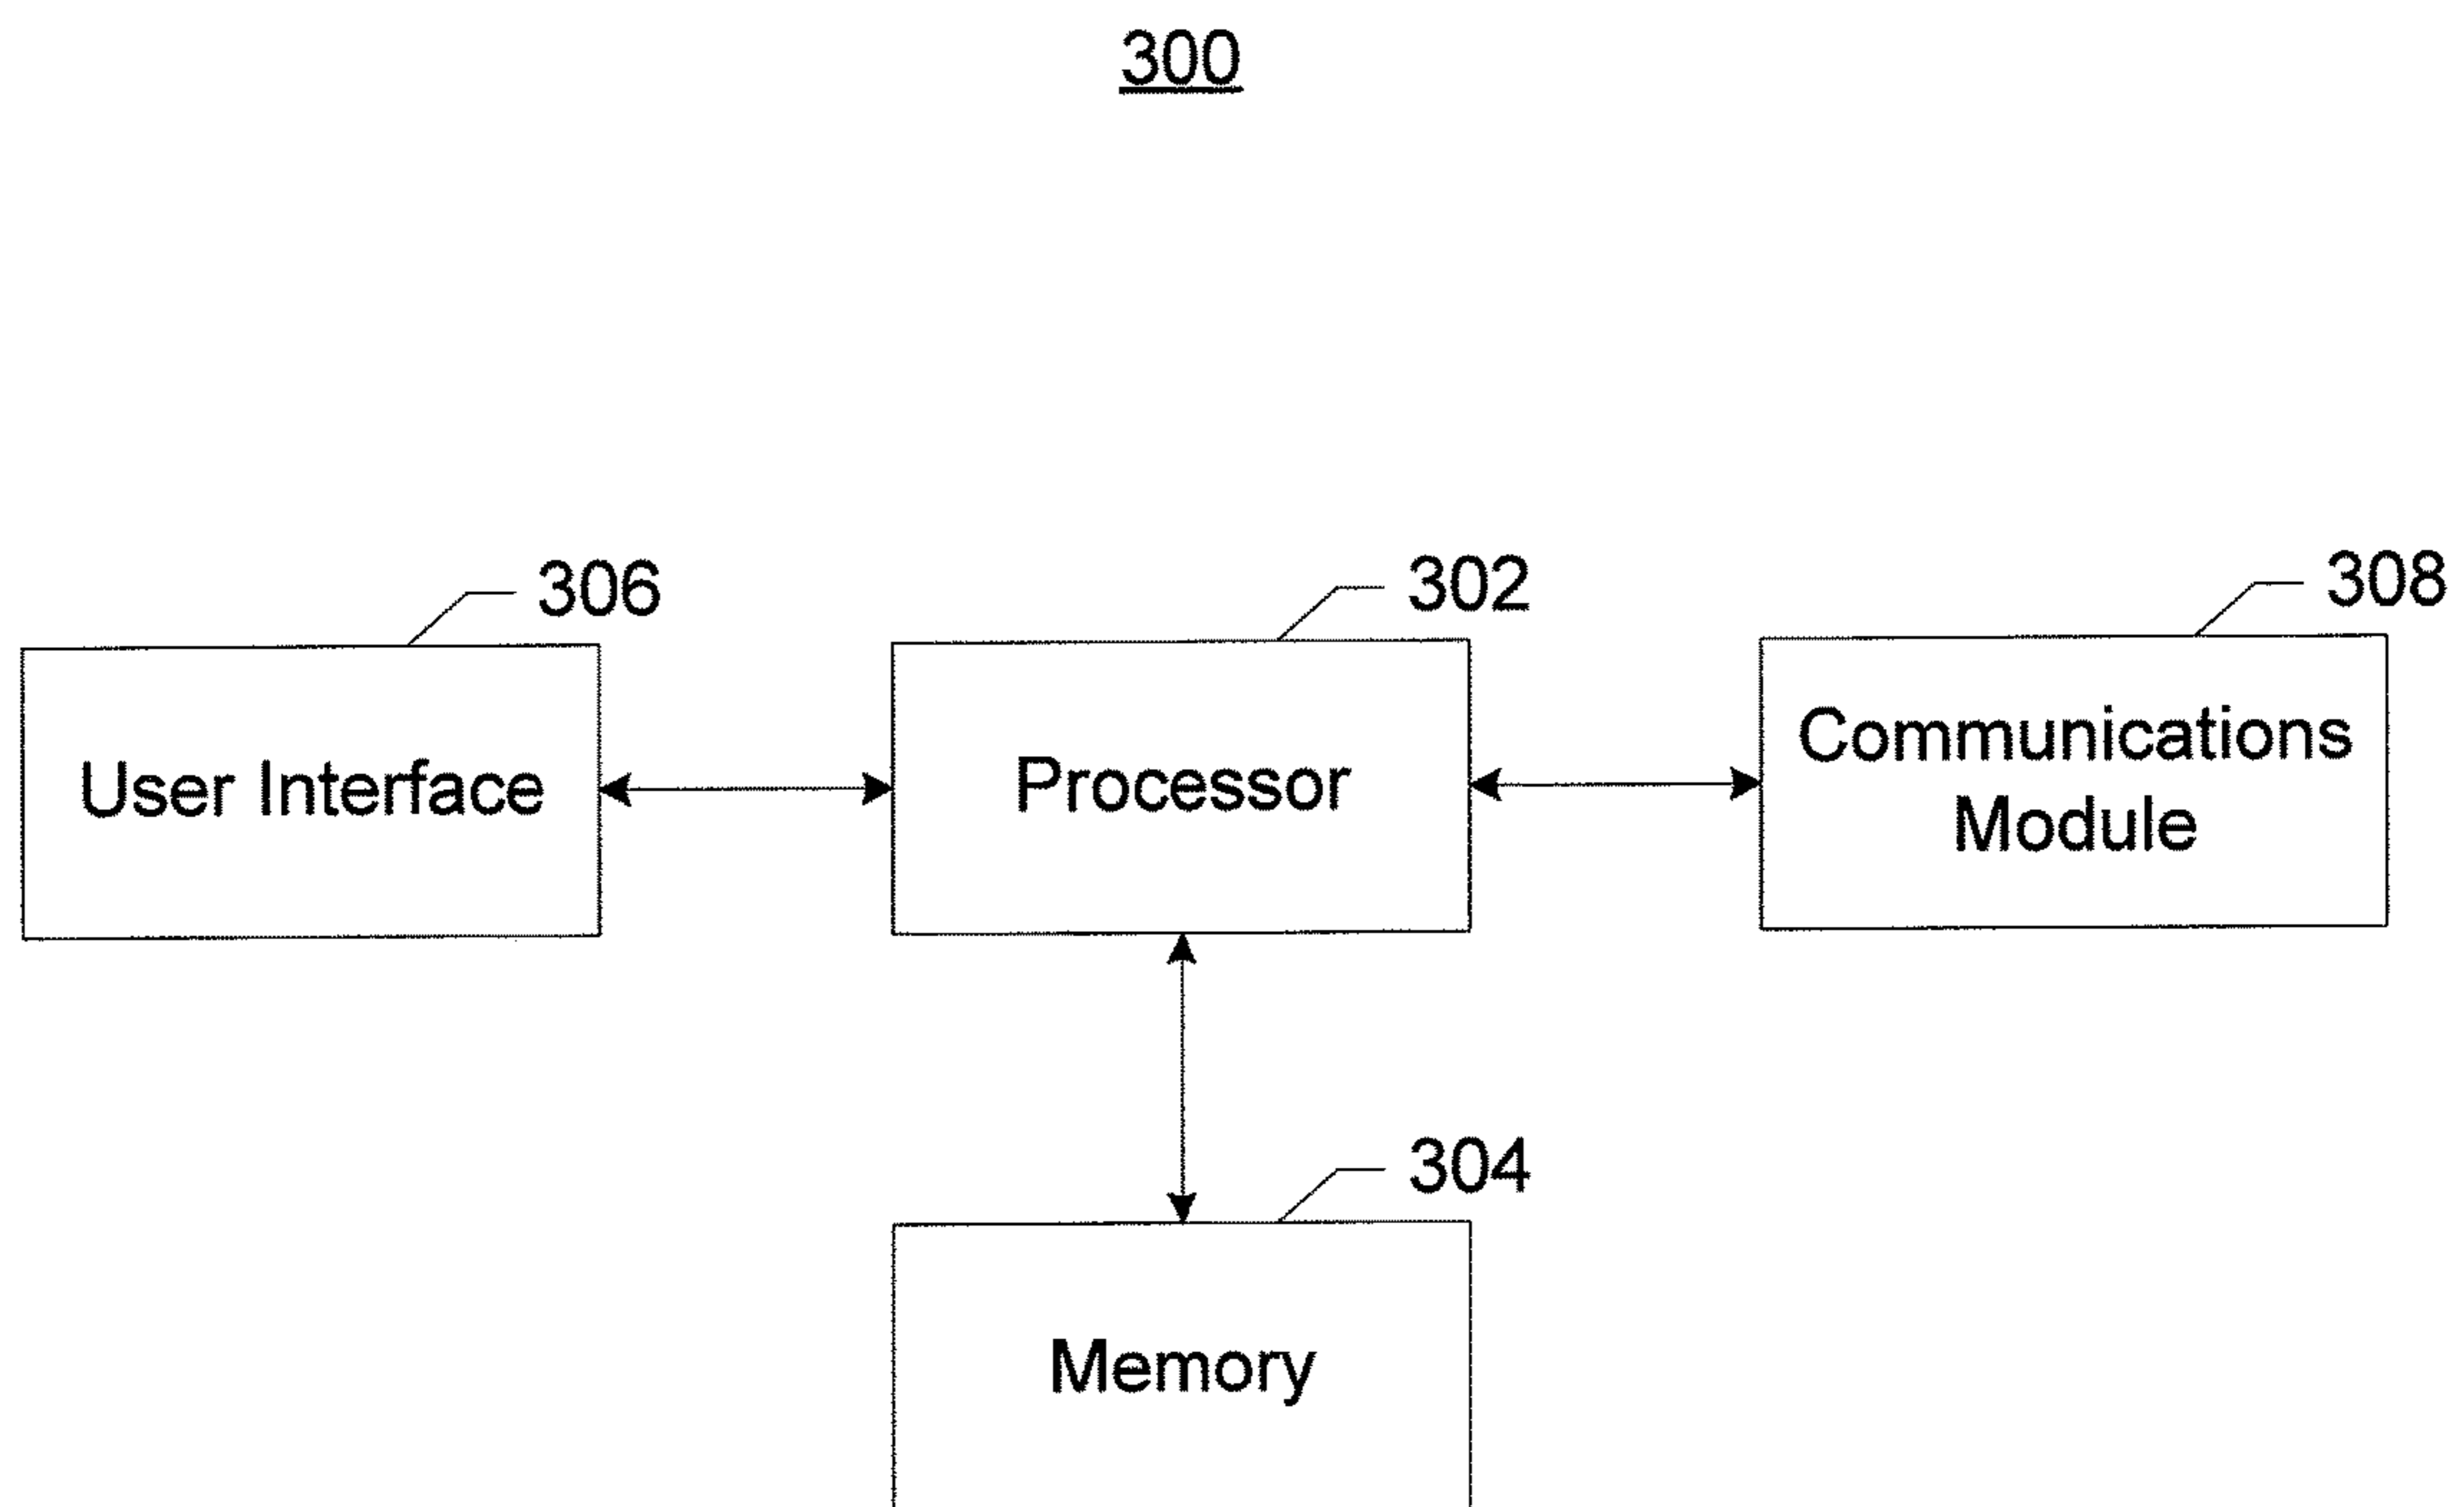 300
306
302
308
User Interface
Processor
Communications
Module
304
Memory